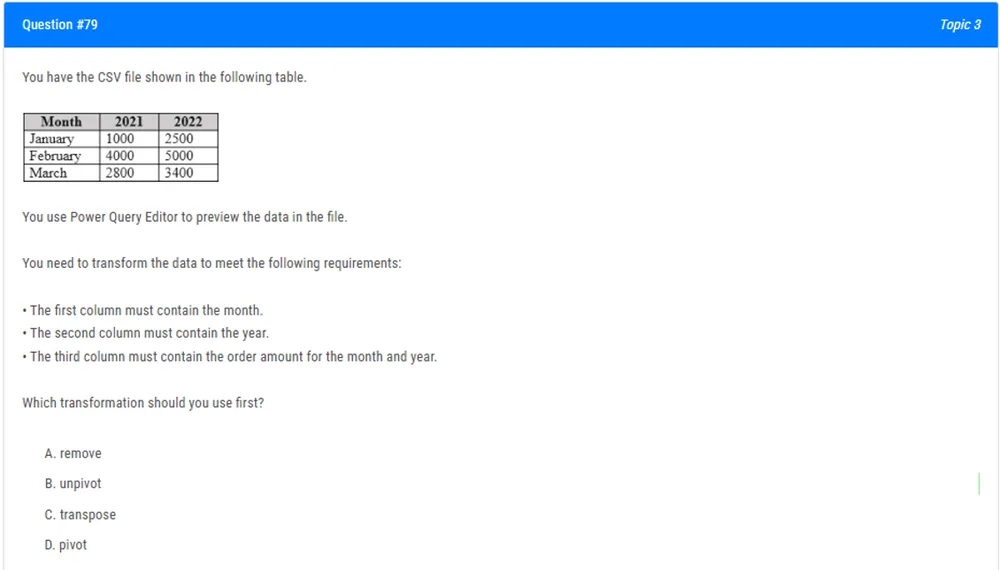 Question #79 Topic 3
You have the CSV file shown in the following table.
Month 2021 2022
January 1000 2500
February 4000 5000
March 2800 3400
You use Power Query Editor to preview the data in the file.
You need to transform the data to meet the following requirements:
• The first column must contain the month.
• The second column must contain the year.
• The third column must contain the order amount for the month and year.
Which transformation should you use first?
A. remove
B. unpivot
C. transpose
D. pivot